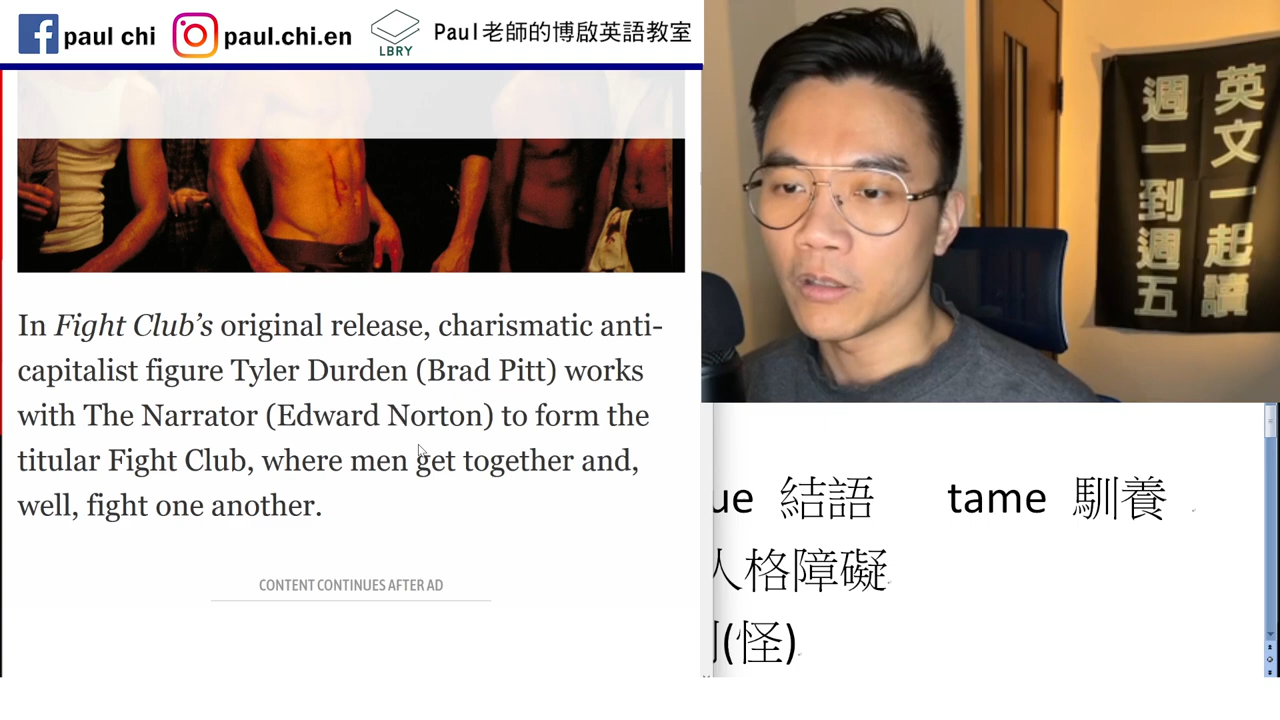 paul chi paul.chi.en LBRY Paul老師的博啟英語教室
In Fight Club's original release, charismatic anti-
capitalist figure Tyler Durden (Brad Pitt) works
with The Narrator (Edward Norton) to form the
titular Fight Club, where men get together and,
well, fight one another.
CONTENT CONTINUES AFTER AD
英文一起讀
週一到週五
ue 結語 tame 馴養
人格障礙
(怪)